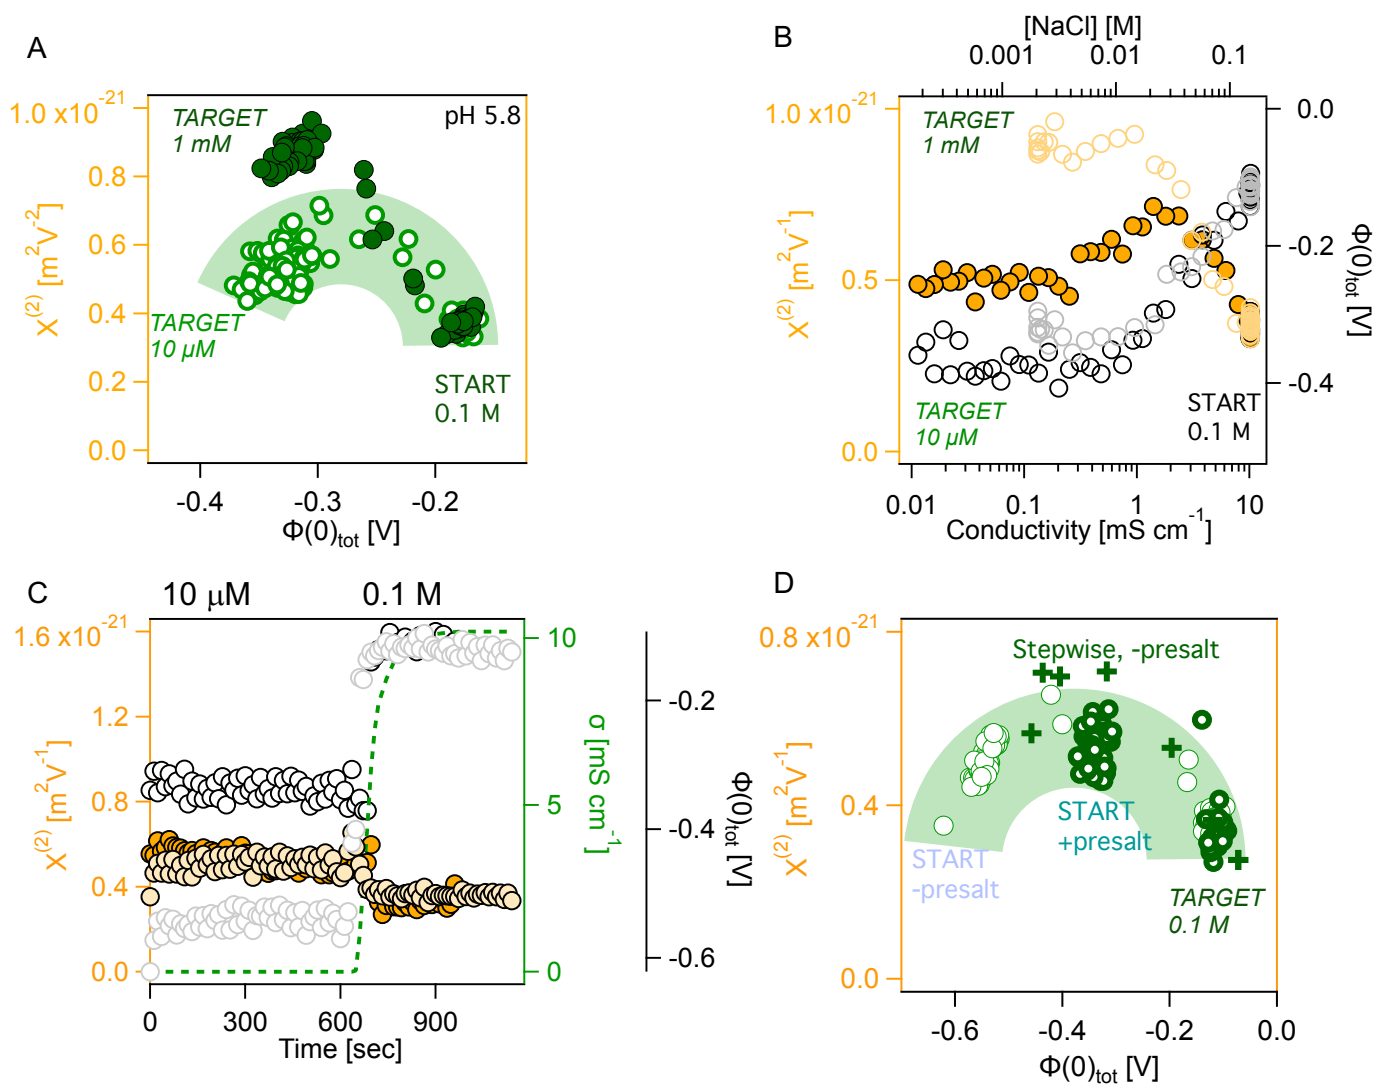 A
1.0 x10-21
0.8
0.6
0.4
0.2
0.0
X(2) [m2V-2]
TARGET
1 mM
pH 5.8
TARGET
10 µM
START
0.1 M
-0.4
-0.3
-0.2
Φ(0)tot [V]
B
[NaCl] [M]
0.001
0.01
0.1
1.0 x10-21
0.5
0.0
X(2) [m2V-1]
TARGET
1 mM
TARGET
10 µM
START
0.1 M
0.0
-0.2
-0.4
Φ(0)tot [V]
0.01
0.1
1
10
Conductivity [mS cm-1]
C
10 µM
0.1 M
1.6 x10-21
1.2
0.8
0.4
0.0
X(2) [m2V-1]
10
5
0
σ [mS cm-1]
-0.2
-0.4
-0.6
Φ(0)tot [V]
0
300
600
900
Time [sec]
D
0.8 x10-21
0.4
0.0
X(2) [m2V-1]
Stepwise, -presalt
START
-presalt
START
+presalt
TARGET
0.1 M
-0.6
-0.4
-0.2
0.0
Φ(0)tot [V]